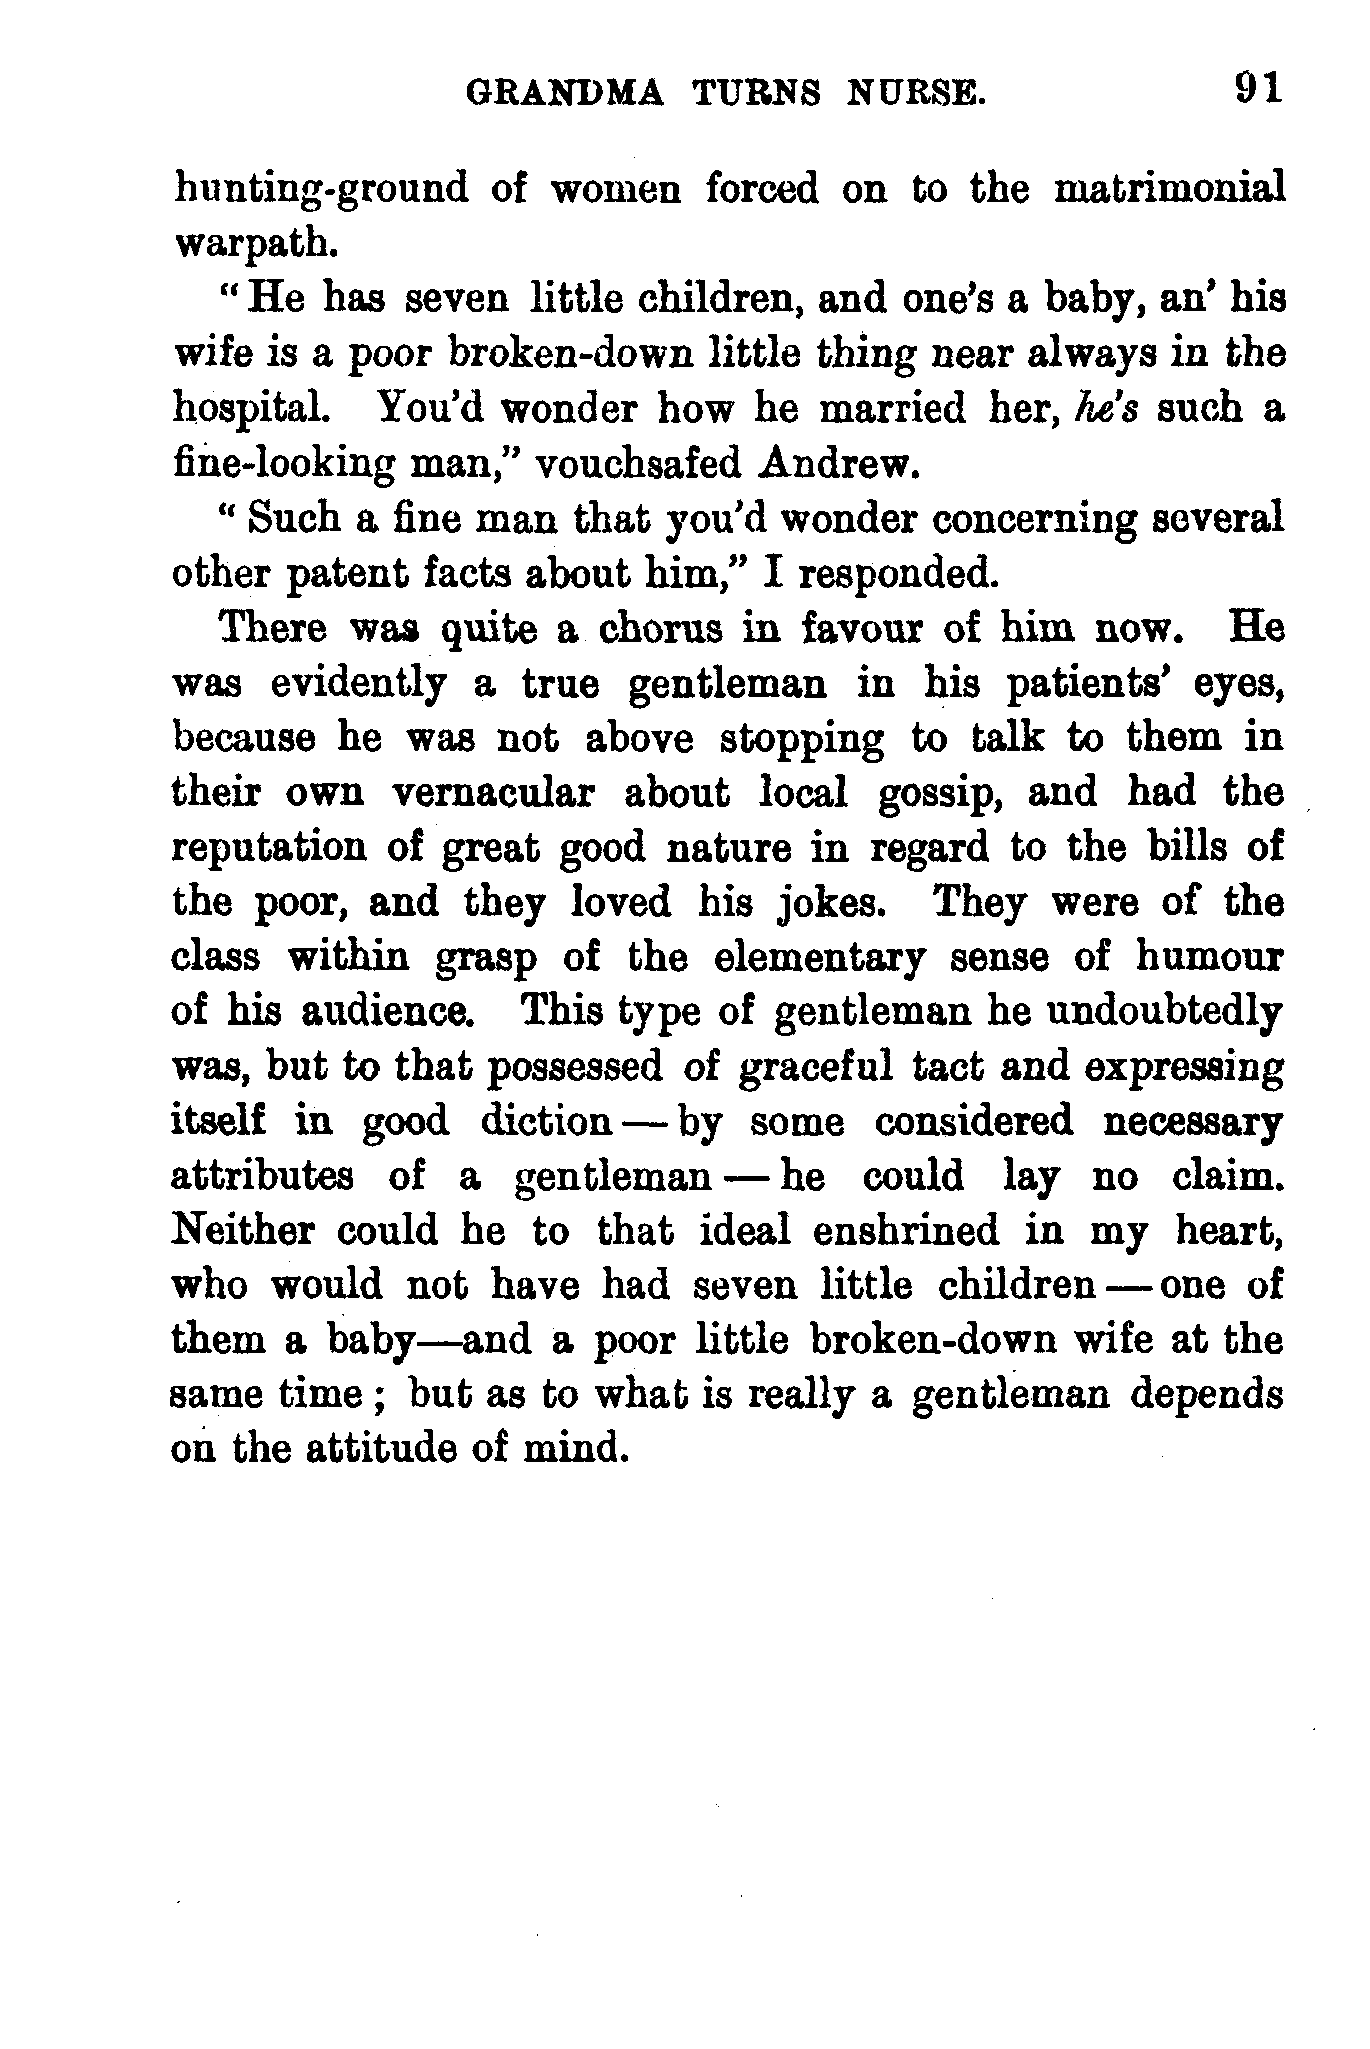 GRANDMA TURNS NURSE. 91
hunting-ground of women forced on to the matrimonial
warpath.
“He has seven little children, and one’s a baby, an’ his
wife is a poor broken-down little thing near always in the
hospital. You’d wonder how he married her, he’s such a
fine-looking man,” vouchsafed Andrew.
“Such a fine man that you’d wonder concerning several
other patent facts about him,” I responded.
There was quite a chorus in favour of him now. He
was evidently a true gentleman in his patients’ eyes,
because he was not above stopping to talk to them in
their own vernacular about local gossip, and had the
reputation of great good nature in regard to the bills of
the poor, and they loved his jokes. They were of the
class within grasp of the elementary sense of humour
of his audience. This type of gentleman he undoubtedly
was, but to that possessed of graceful tact and expressing
itself in good diction — by some considered necessary
attributes of a gentleman — he could lay no claim.
Neither could he to that ideal enshrined in my heart,
who would not have had seven little children — one of
them a baby—and a poor little broken-down wife at the
same time; but as to what is really a gentleman depends
on the attitude of mind.